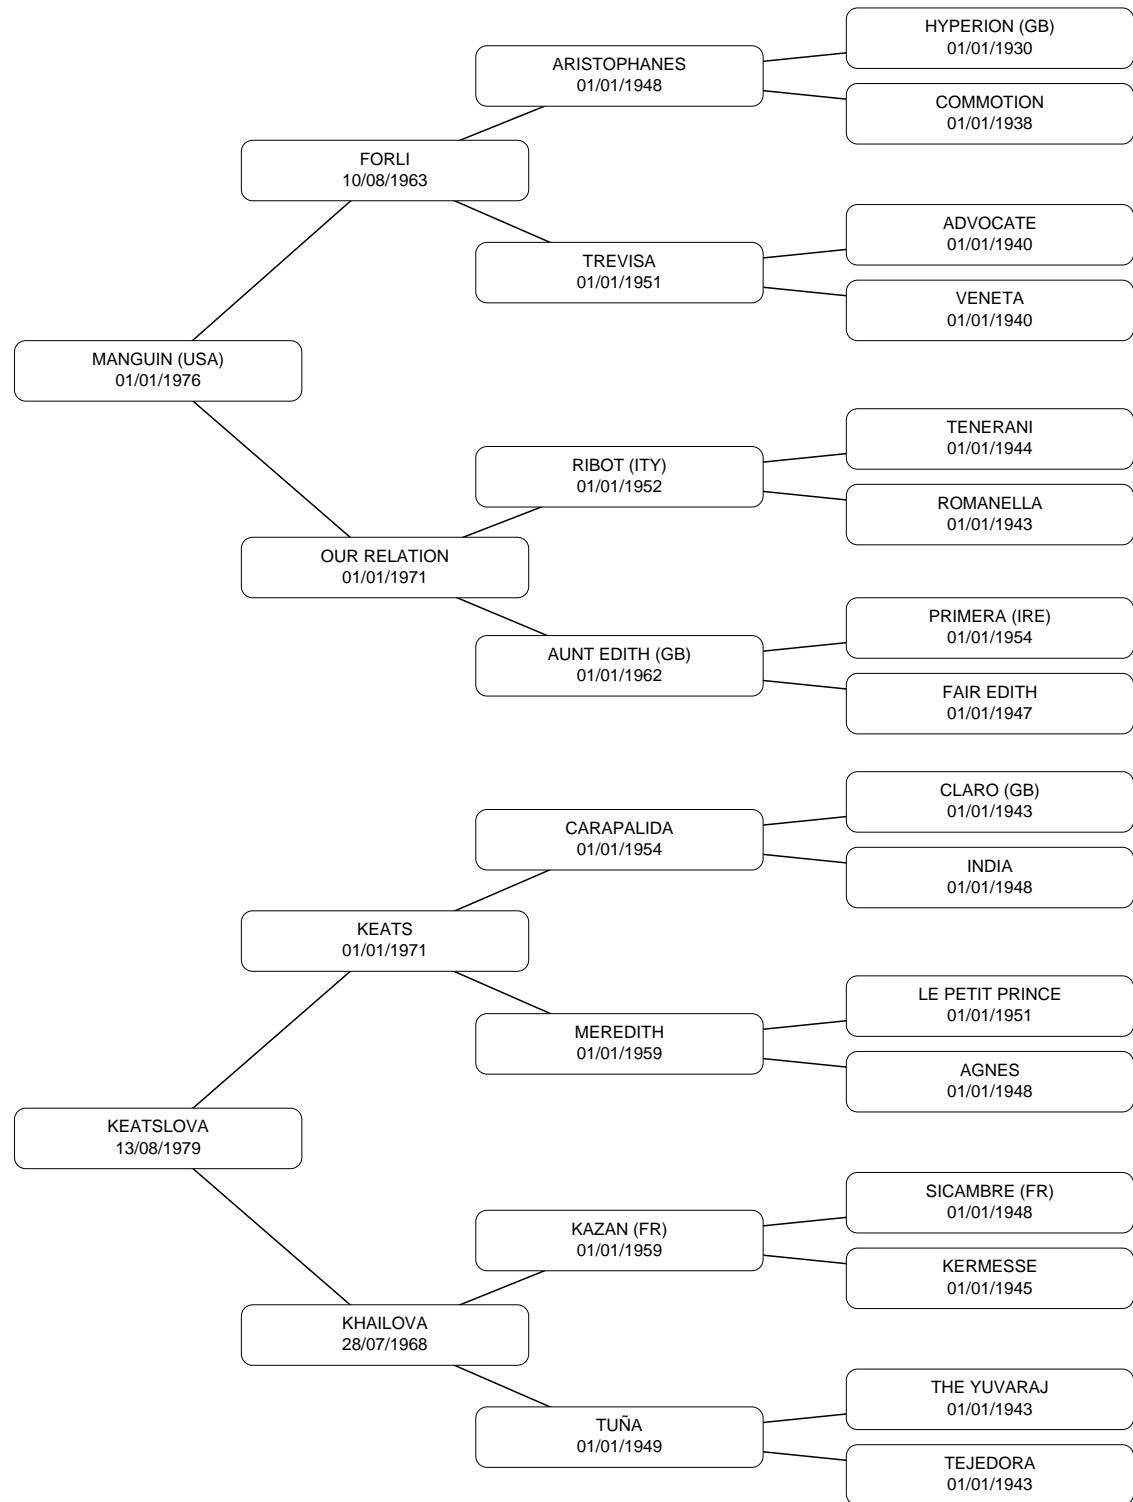 HYPERION (GB)
01/01/1930
ARISTOPHANES
01/01/1948
COMMOTION
01/01/1938
FORLI
10/08/1963
ADVOCATE
01/01/1940
TREVISA
01/01/1951
VENETA
01/01/1940
MANGUIN (USA)
01/01/1976
TENERANI
01/01/1944
RIBOT (ITY)
01/01/1952
ROMANELLA
01/01/1943
OUR RELATION
01/01/1971
PRIMERA (IRE)
01/01/1954
AUNT EDITH (GB)
01/01/1962
FAIR EDITH
01/01/1947
CLARO (GB)
01/01/1943
CARAPALIDA
01/01/1954
INDIA
01/01/1948
KEATS
01/01/1971
LE PETIT PRINCE
01/01/1951
MEREDITH
01/01/1959
AGNES
01/01/1948
KEATSLOVA
13/08/1979
SICAMBRE (FR)
01/01/1948
KAZAN (FR)
01/01/1959
KERMESSE
01/01/1945
KHAILOVA
28/07/1968
THE YUVARAJ
01/01/1943
TUÑA
01/01/1949
TEJEDORA
01/01/1943